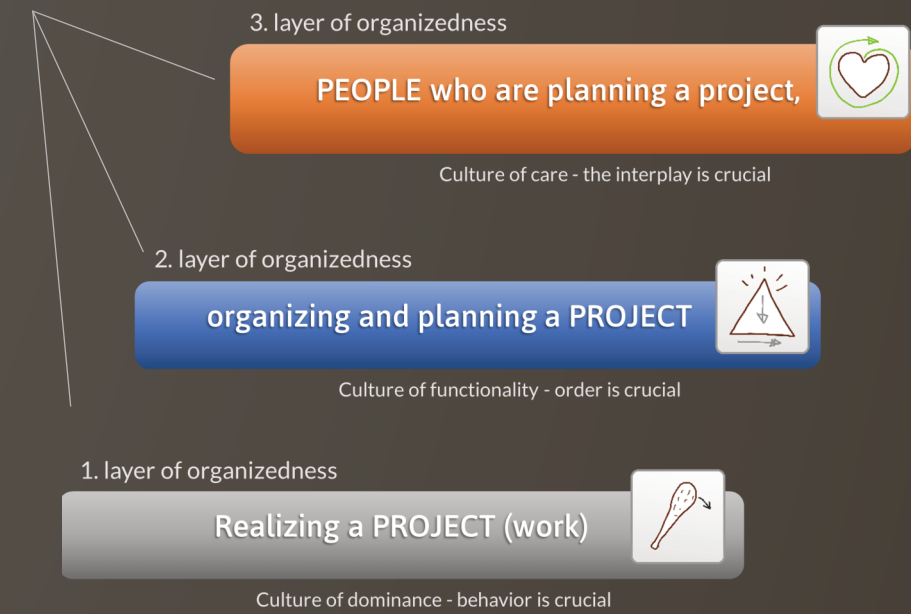 3. layer of organizedness
PEOPLE who are planning a project,
Culture of care - the interplay is crucial
2. layer of organizedness
organizing and planning a PROJECT
Culture of functionality - order is crucial
1. layer of organizedness
Realizing a PROJECT (work)
Culture of dominance - behavior is crucial